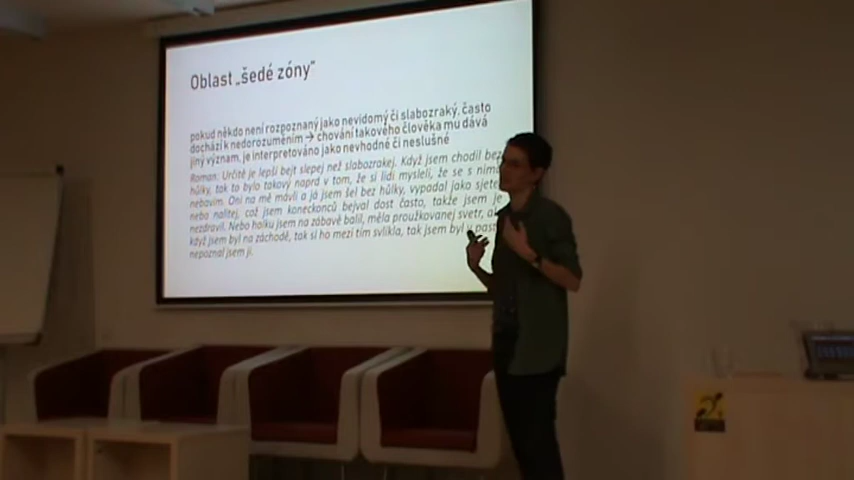 Oblast „šedé zóny"
pokud někdo není rozpoznaný jako nevidomý či slabozraký, často
dochází k nedorozuměním → chování takového člověka mu dává
jiný význam, je interpretováno jako nevhodné či neslušné
Roman: Určitě je lepší bejt slepej než slabozrakej. Když jsem chodil bez
hůlky, tak to bylo takový naprd v tom, že si lidi mysleli, že se s nima
nebavim. Oni na mě mávli a já jsem šel bez hůlky, vypadal jako sjetej
nebo nalitej, což jsem koneckonců bejval dost často, takže jsem je
nezdravil. Nebo holku jsem na zábavě balil, měla proužkovanej svetr, a
když jsem byl na záchodě, tak si ho mezi tím svlíkla, tak jsem byl v past
nepoznal jsem ji.